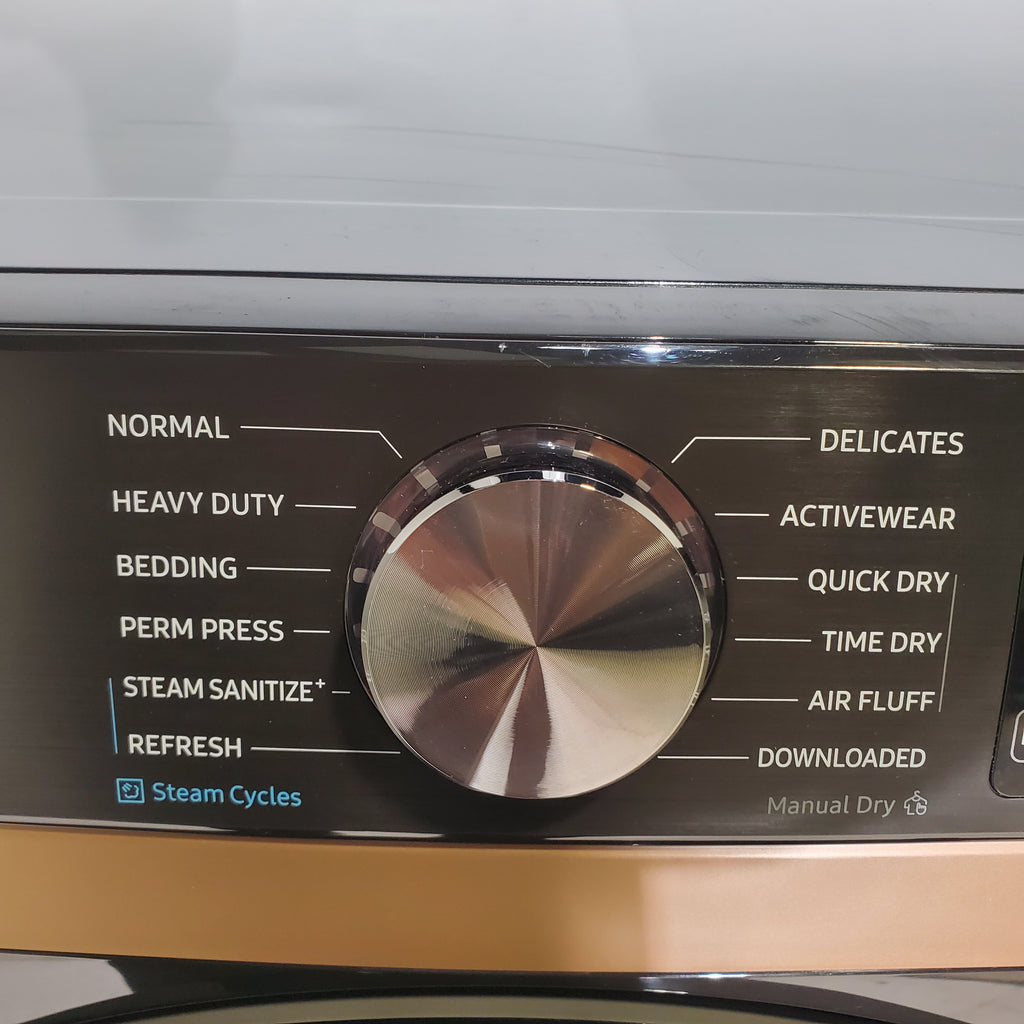 NORMAL
HEAVY DUTY
BEDDING
PERM PRESS
STEAM SANITIZE+
REFRESH
Steam Cycles
DELICATES
ACTIVEWEAR
QUICK DRY
TIME DRY
AIR FLUFF
DOWNLOADED
Manual Dry